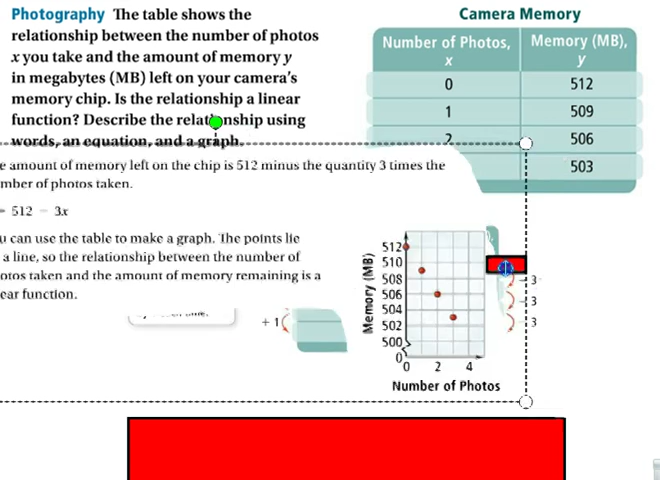 Photography The table shows the
relationship between the number of photos
x you take and the amount of memory y
in megabytes (MB) left on your camera's
memory chip. Is the relationship a linear
function? Describe the relationship using
words, an equation, and a graph.
Camera Memory
Number of Photos, x Memory (MB), y
0 512
1 509
2 506
503
e amount of memory left on the chip is 512 minus the quantity 3 times the
mber of photos taken.
= 512 − 3x
u can use the table to make a graph. The points lie
a line, so the relationship between the number of
otos taken and the amount of memory remaining is a
ear function.
+ 1
Memory (MB)
512
510
508
506
504
502
500
0
0 2 4
Number of Photos
3
3
3